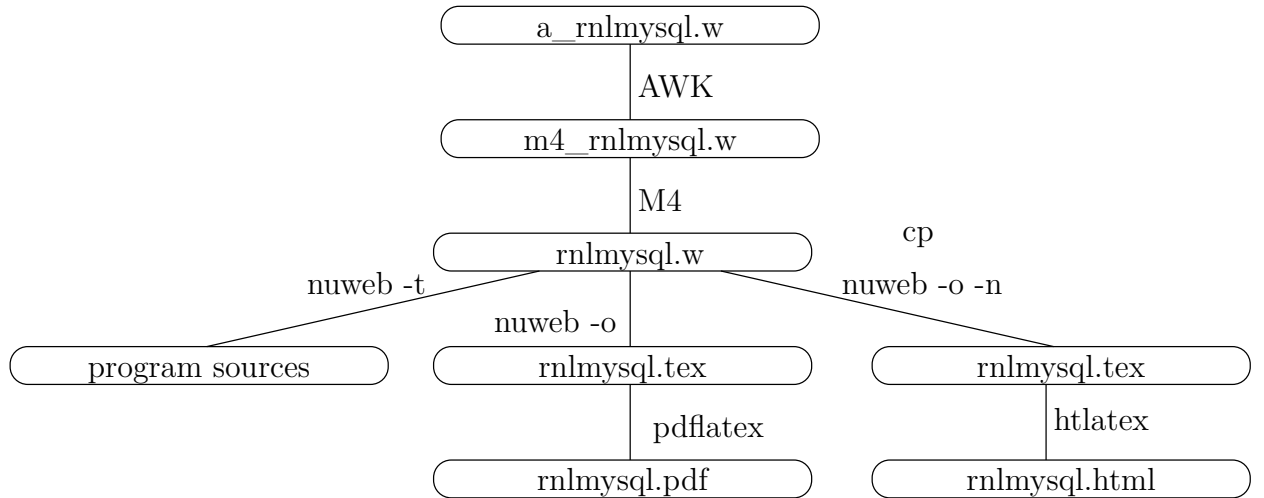 a_rnlmysql.w
AWK
m4_rnlmysql.w
M4
cp
rnlmysql.w
nuweb -t
nuweb -o -n
nuweb -o
program sources
rnlmysql.tex
rnlmysql.tex
htlatex
pdflatex
rnlmysql.pdf
rnlmysql.html